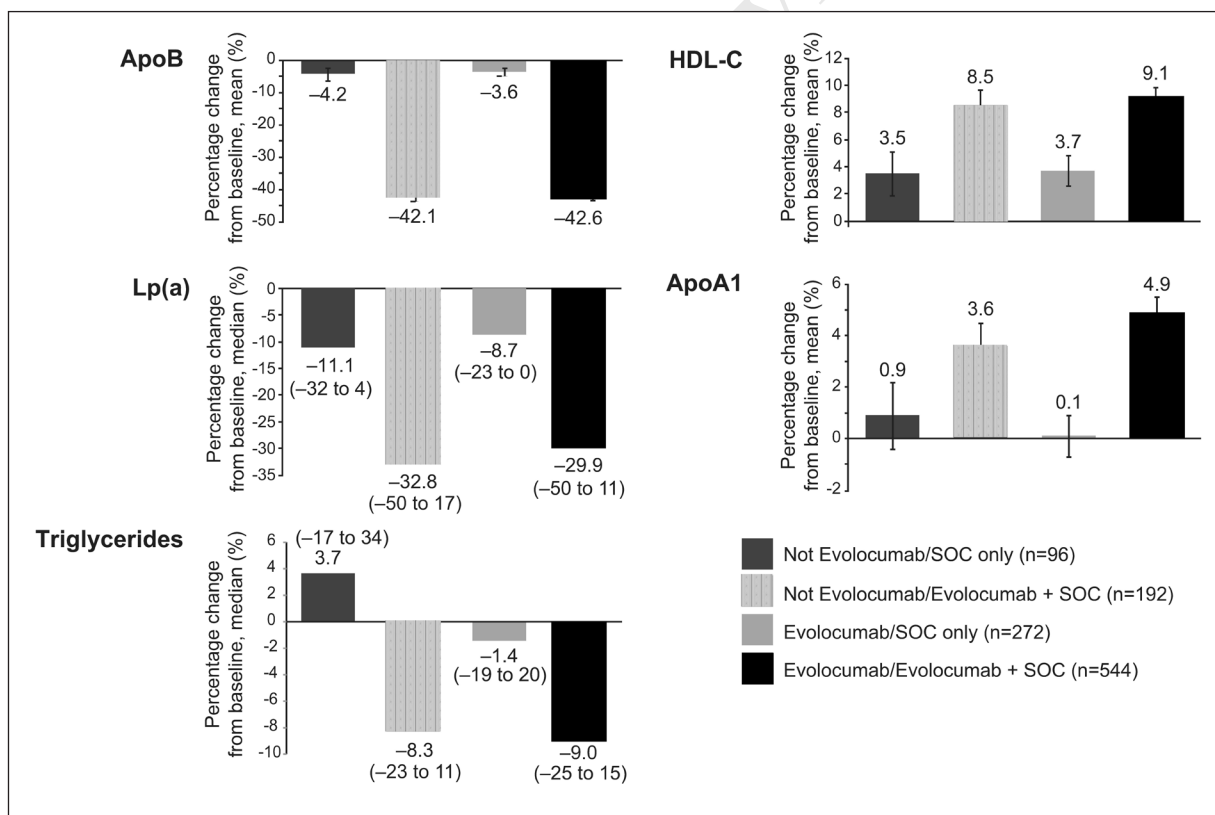 ApoB
Percentage change
from baseline, mean (%)
0
-10
-20
-30
-40
-50
–4.2
–42.1
–3.6
–42.6
HDL-C
Percentage change
from baseline, mean (%)
12
10
8
6
4
2
0
3.5
8.5
3.7
9.1
Lp(a)
Percentage change
from baseline, median (%)
0
-5
-10
-15
-20
-25
-30
-35
–11.1
(–32 to 4)
–32.8
(–50 to 17)
–8.7
(–23 to 0)
–29.9
(–50 to 11)
ApoA1
Percentage change
from baseline, mean (%)
6
4
2
0
-2
0.9
3.6
0.1
4.9
Triglycerides
Percentage change
from baseline, median (%)
6
4
2
0
-2
-4
-6
-8
-10
(–17 to 34)
3.7
–8.3
(–23 to 11)
–1.4
(–19 to 20)
–9.0
(–25 to 15)
Not Evolocumab/SOC only (n=96)
Not Evolocumab/Evolocumab + SOC (n=192)
Evolocumab/SOC only (n=272)
Evolocumab/Evolocumab + SOC (n=544)